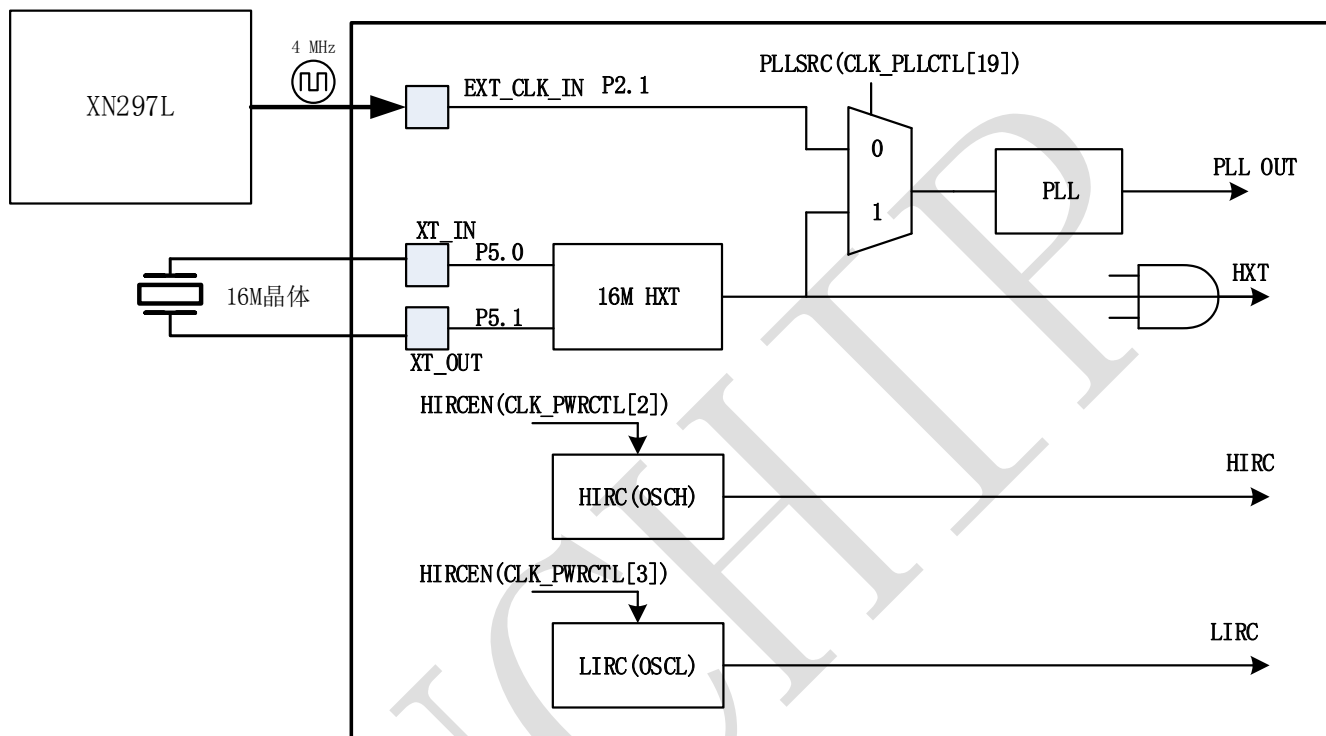 XN297L
4 MHz
EXT_CLK_IN P2.1
PLLSRC(CLK_PLLCTL[19])
0
1
PLL
PLL OUT
XT_IN
P5.0
16M晶体
16M HXT
HXT
P5.1
XT_OUT
HIRCEN(CLK_PWRCTL[2])
HIRC(OSCH)
HIRC
HIRCEN(CLK_PWRCTL[3])
LIRC(OSCL)
LIRC
CHIP